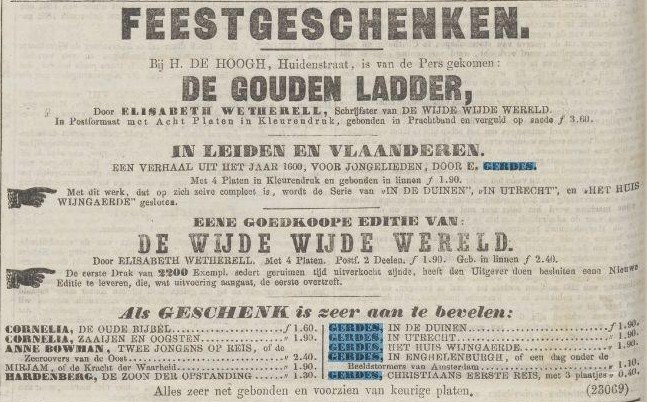 FEESTGESCHENKEN.
Bij H. DE HOOGH, Huidenstraat, is van de Pers gekomen:
DE GOUDEN LADDER,
Door ELISABETH WETHERELL, Schrijfster van DE WIJDE WIJDE WERELD.
In Postformaat met Acht Platen in Kleurendruk, gebonden in Prachtband en verguld op snede ƒ 3.60.
IN LEIDEN EN VLAANDEREN.
EEN VERHAAL UIT HET JAAR 1600, VOOR JONGELIEDEN, DOOR E. GERDES.
Met 4 Platen in Kleurendruk en gebonden in linnen ƒ 1.90.
Met dit werk, dat op zich zelve compleet is, wordt de Serie van „IN DE DUINEN”, „IN UTRECHT”, en „HET HUIS
WIJNGAERDE” gesloten.
EENE GOEDKOOPE EDITIE VAN:
DE WIJDE WIJDE WERELD.
Door ELISABETH WETHERELL. Met 4 Platen. Postf. 2 Deelen. ƒ 1.90. Geb. in linnen ƒ 2.40.
De eerste Druk van 2200 Exempl. sedert geruimen tijd uitverkocht zijnde, heeft den Uitgever doen besluiten eene Nieuwe
Editie te leveren, die, wat uitvoering aangaat, de eerste overtreft.
Als GESCHENK is zeer aan te bevelen:
CORNELIA, DE OUDE BIJBEL ƒ 1.60.
CORNELIA, ZAAIJEN EN OOGSTEN „ 1.90.
ANNE BOWMAN, TWEE JONGENS OP REIS, of de
Zeeroovers van de Oost „ 2.40
MIRJAM, of de Kracht der Waarheid „ 1.90.
HARDENBERG, DE ZOON DER OPSTANDING „ 1.30.
GERDES, IN DE DUINEN ƒ 1.90.
GERDES, IN UTRECHT „ 1.90.
GERDES, HET HUIS WIJNGAERDE „ 1.90.
GERDES, IN ENGHELENBURGH, of een dag onder de
Beeldstormers van Amsterdam „ 1.10.
GERDES, CHRISTIAANS EERSTE REIS, met 3 plaatjes „ 0.40.
Alles zeer net gebonden en voorzien van keurige platen. (23069)